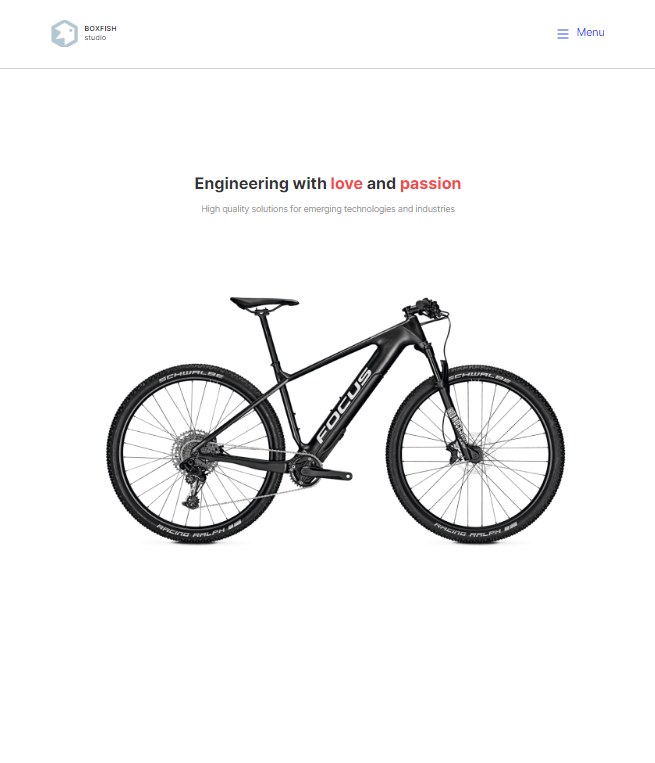 BOXFISH
studio
Menu
Engineering with love and passion
High quality solutions for emerging technologies and industries
SCHWALBE
SCHWALBE
FOCUS
RACING RALPH
RACING RALPH